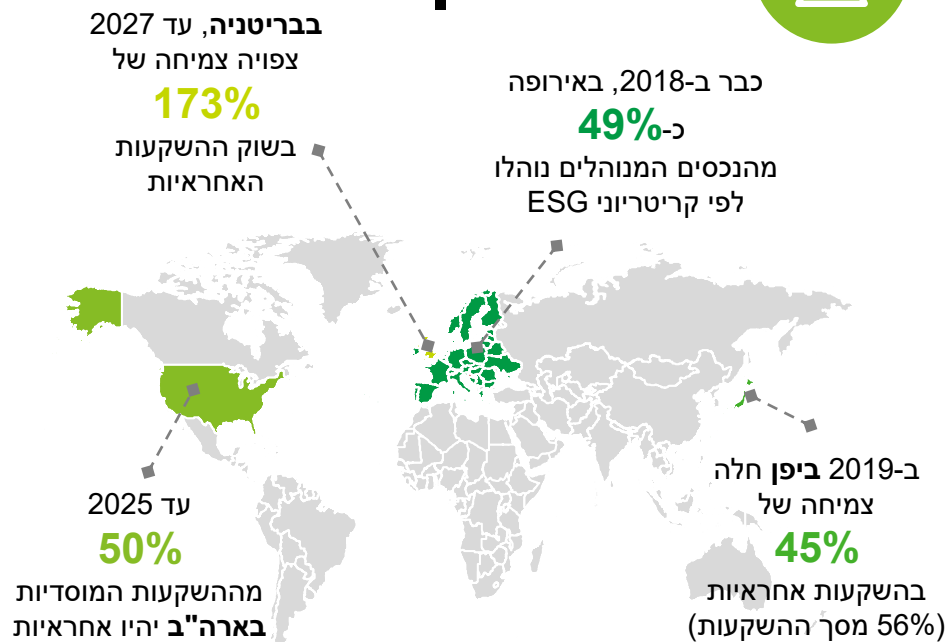 בבריטניה, עד 2027
צפויה צמיחה של
173%
בשוק ההשקעות
האחראיות
כבר ב-2018, באירופה
כ-49%
מהנכסים המנוהלים נוהלו
לפי קריטריוני ESG
עד 2025
50%
מההשקעות המוסדיות
בארה"ב יהיו אחראיות
ב-2019 ביפן חלה
צמיחה של
45%
בהשקעות אחראיות
(56% מסך ההשקעות)